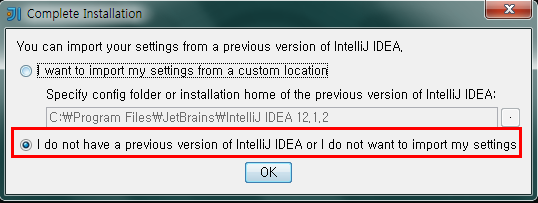 Complete Installation
You can import your settings from a previous version of IntelliJ IDEA,
I want to import my settings from a custom location
Specify config folder or installation home of the previous version of IntelliJ IDEA:
C:₩Program Files₩JetBrains₩IntelliJ IDEA 12,1,2
I do not have a previous version of IntelliJ IDEA or I do not want to import my settings
OK